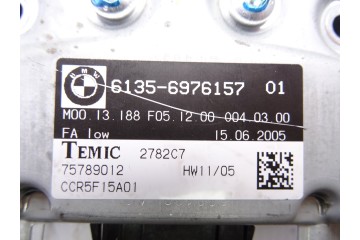 BMW
6135-6976157 01
M00.13.188 F05.12.00 004.03.00
FA low 15.06.2005
TEMIC 2782C7
75789012 HW11/05
CCR5F15A01